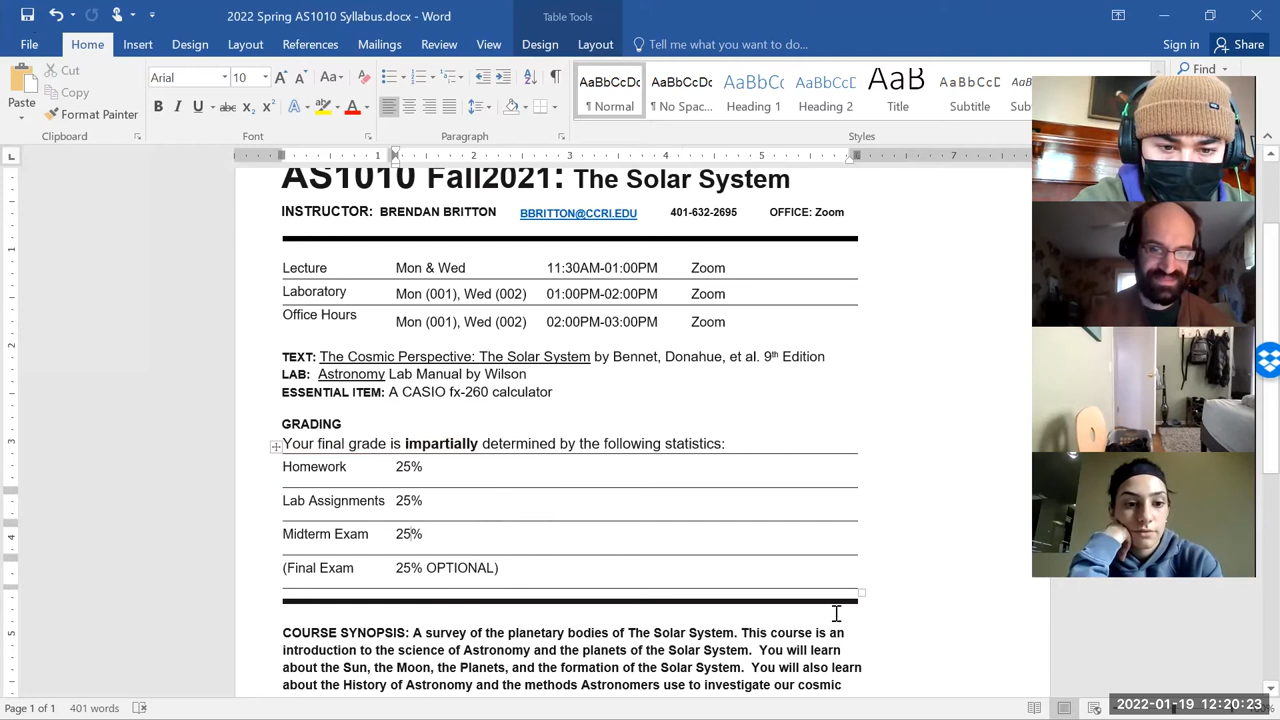 2022 Spring AS1010 Syllabus.docx - Word
Table Tools
File Home Insert Design Layout References Mailings Review View Design Layout Tell me what you want to do... Sign in Share
Paste
Cut
Copy
Format Painter
Clipboard
Arial 10
Font
Paragraph
AaBbCcDc AaBbCcDc AaBbC AaBbCc AaB AaBbCcD
¶ Normal ¶ No Spac... Heading 1 Heading 2 Title Subtitle
Styles
Find
1 2 3 4 5 6 7
AS1010 Fall2021: The Solar System
INSTRUCTOR: BRENDAN BRITTON BBRITTON@CCRI.EDU 401-632-2695 OFFICE: Zoom
Lecture Mon & Wed 11:30AM-01:00PM Zoom
Laboratory Mon (001), Wed (002) 01:00PM-02:00PM Zoom
Office Hours Mon (001), Wed (002) 02:00PM-03:00PM Zoom
TEXT: The Cosmic Perspective: The Solar System by Bennet, Donahue, et al. 9th Edition
LAB: Astronomy Lab Manual by Wilson
ESSENTIAL ITEM: A CASIO fx-260 calculator
GRADING
Your final grade is impartially determined by the following statistics:
Homework 25%
Lab Assignments 25%
Midterm Exam 25%
(Final Exam 25% OPTIONAL)
COURSE SYNOPSIS: A survey of the planetary bodies of The Solar System. This course is an
introduction to the science of Astronomy and the planets of the Solar System. You will learn
about the Sun, the Moon, the Planets, and the formation of the Solar System. You will also learn
about the History of Astronomy and the methods Astronomers use to investigate our cosmic
Page 1 of 1 401 words
2022-01-19 12:20:23